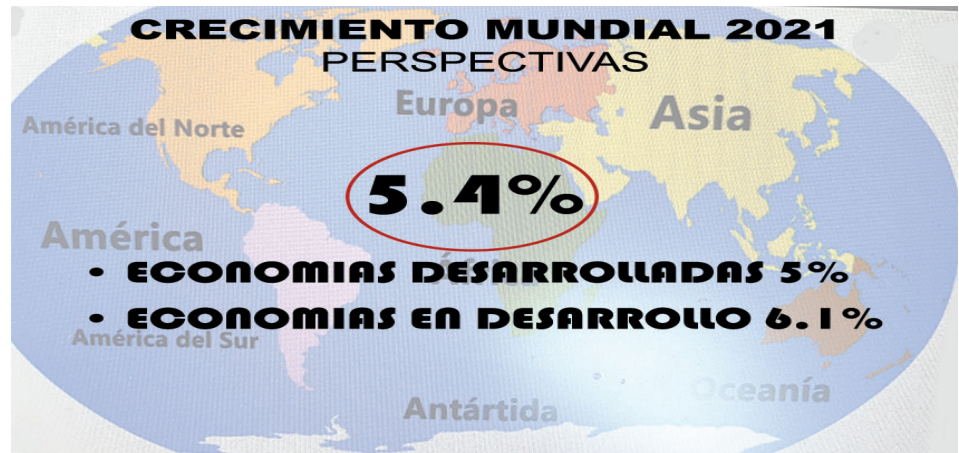 CRECIMIENTO MUNDIAL 2021
PERSPECTIVAS
Europa
Asia
América del Norte
5.4%
América
África
• ECONOMIAS DESARROLLADAS 5%
• ECONOMIAS EN DESARROLLO 6.1%
América del Sur
Oceanía
Antártida